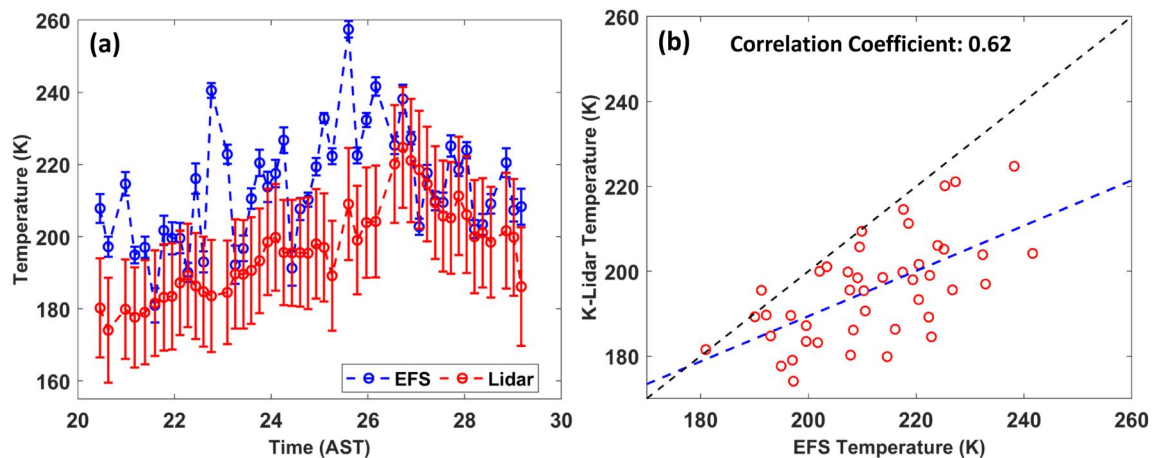 (a)
Temperature (K)
260
240
220
200
180
160
20
22
24
26
28
30
Time (AST)
EFS
Lidar
(b)
Correlation Coefficient: 0.62
K-Lidar Temperature (K)
260
240
220
200
180
180
200
220
240
260
EFS Temperature (K)